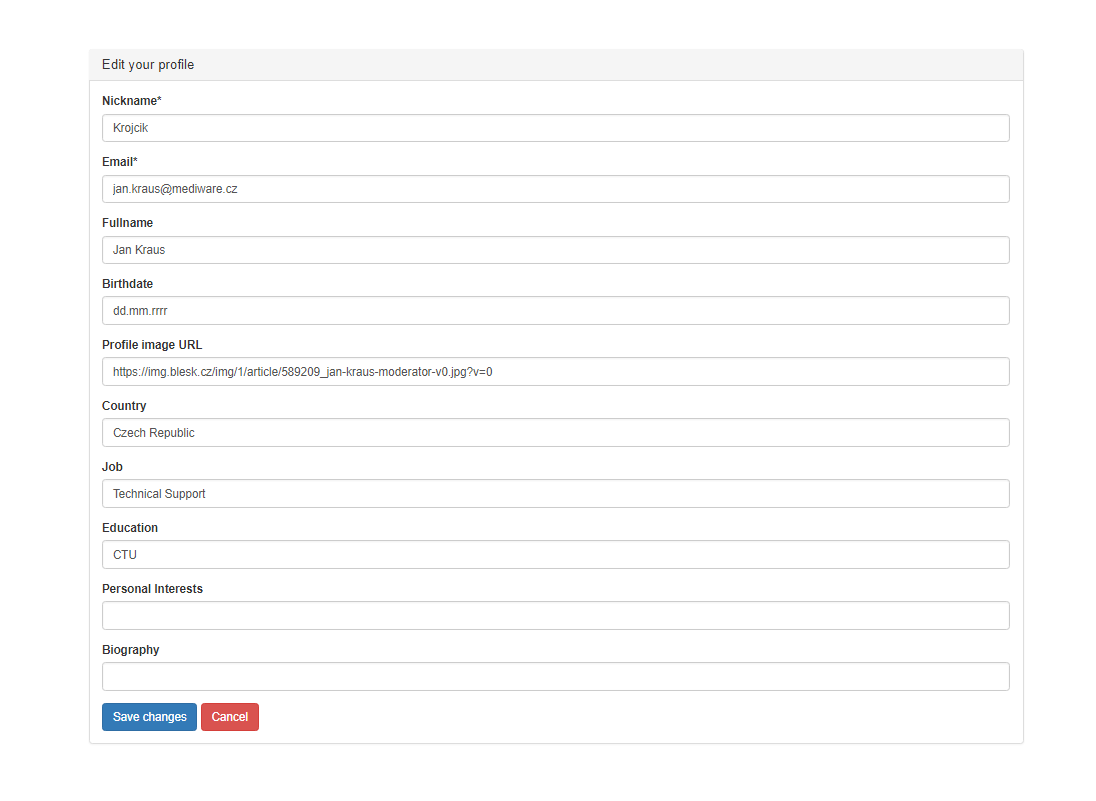 Edit your profile
Nickname*
Krojcik
Email*
jan.kraus@mediware.cz
Fullname
Jan Kraus
Birthdate
dd.mm.rrrr
Profile image URL
https://img.blesk.cz/img/1/article/589209_jan-kraus-moderator-v0.jpg?v=0
Country
Czech Republic
Job
Technical Support
Education
CTU
Personal Interests
Biography
Save changes Cancel